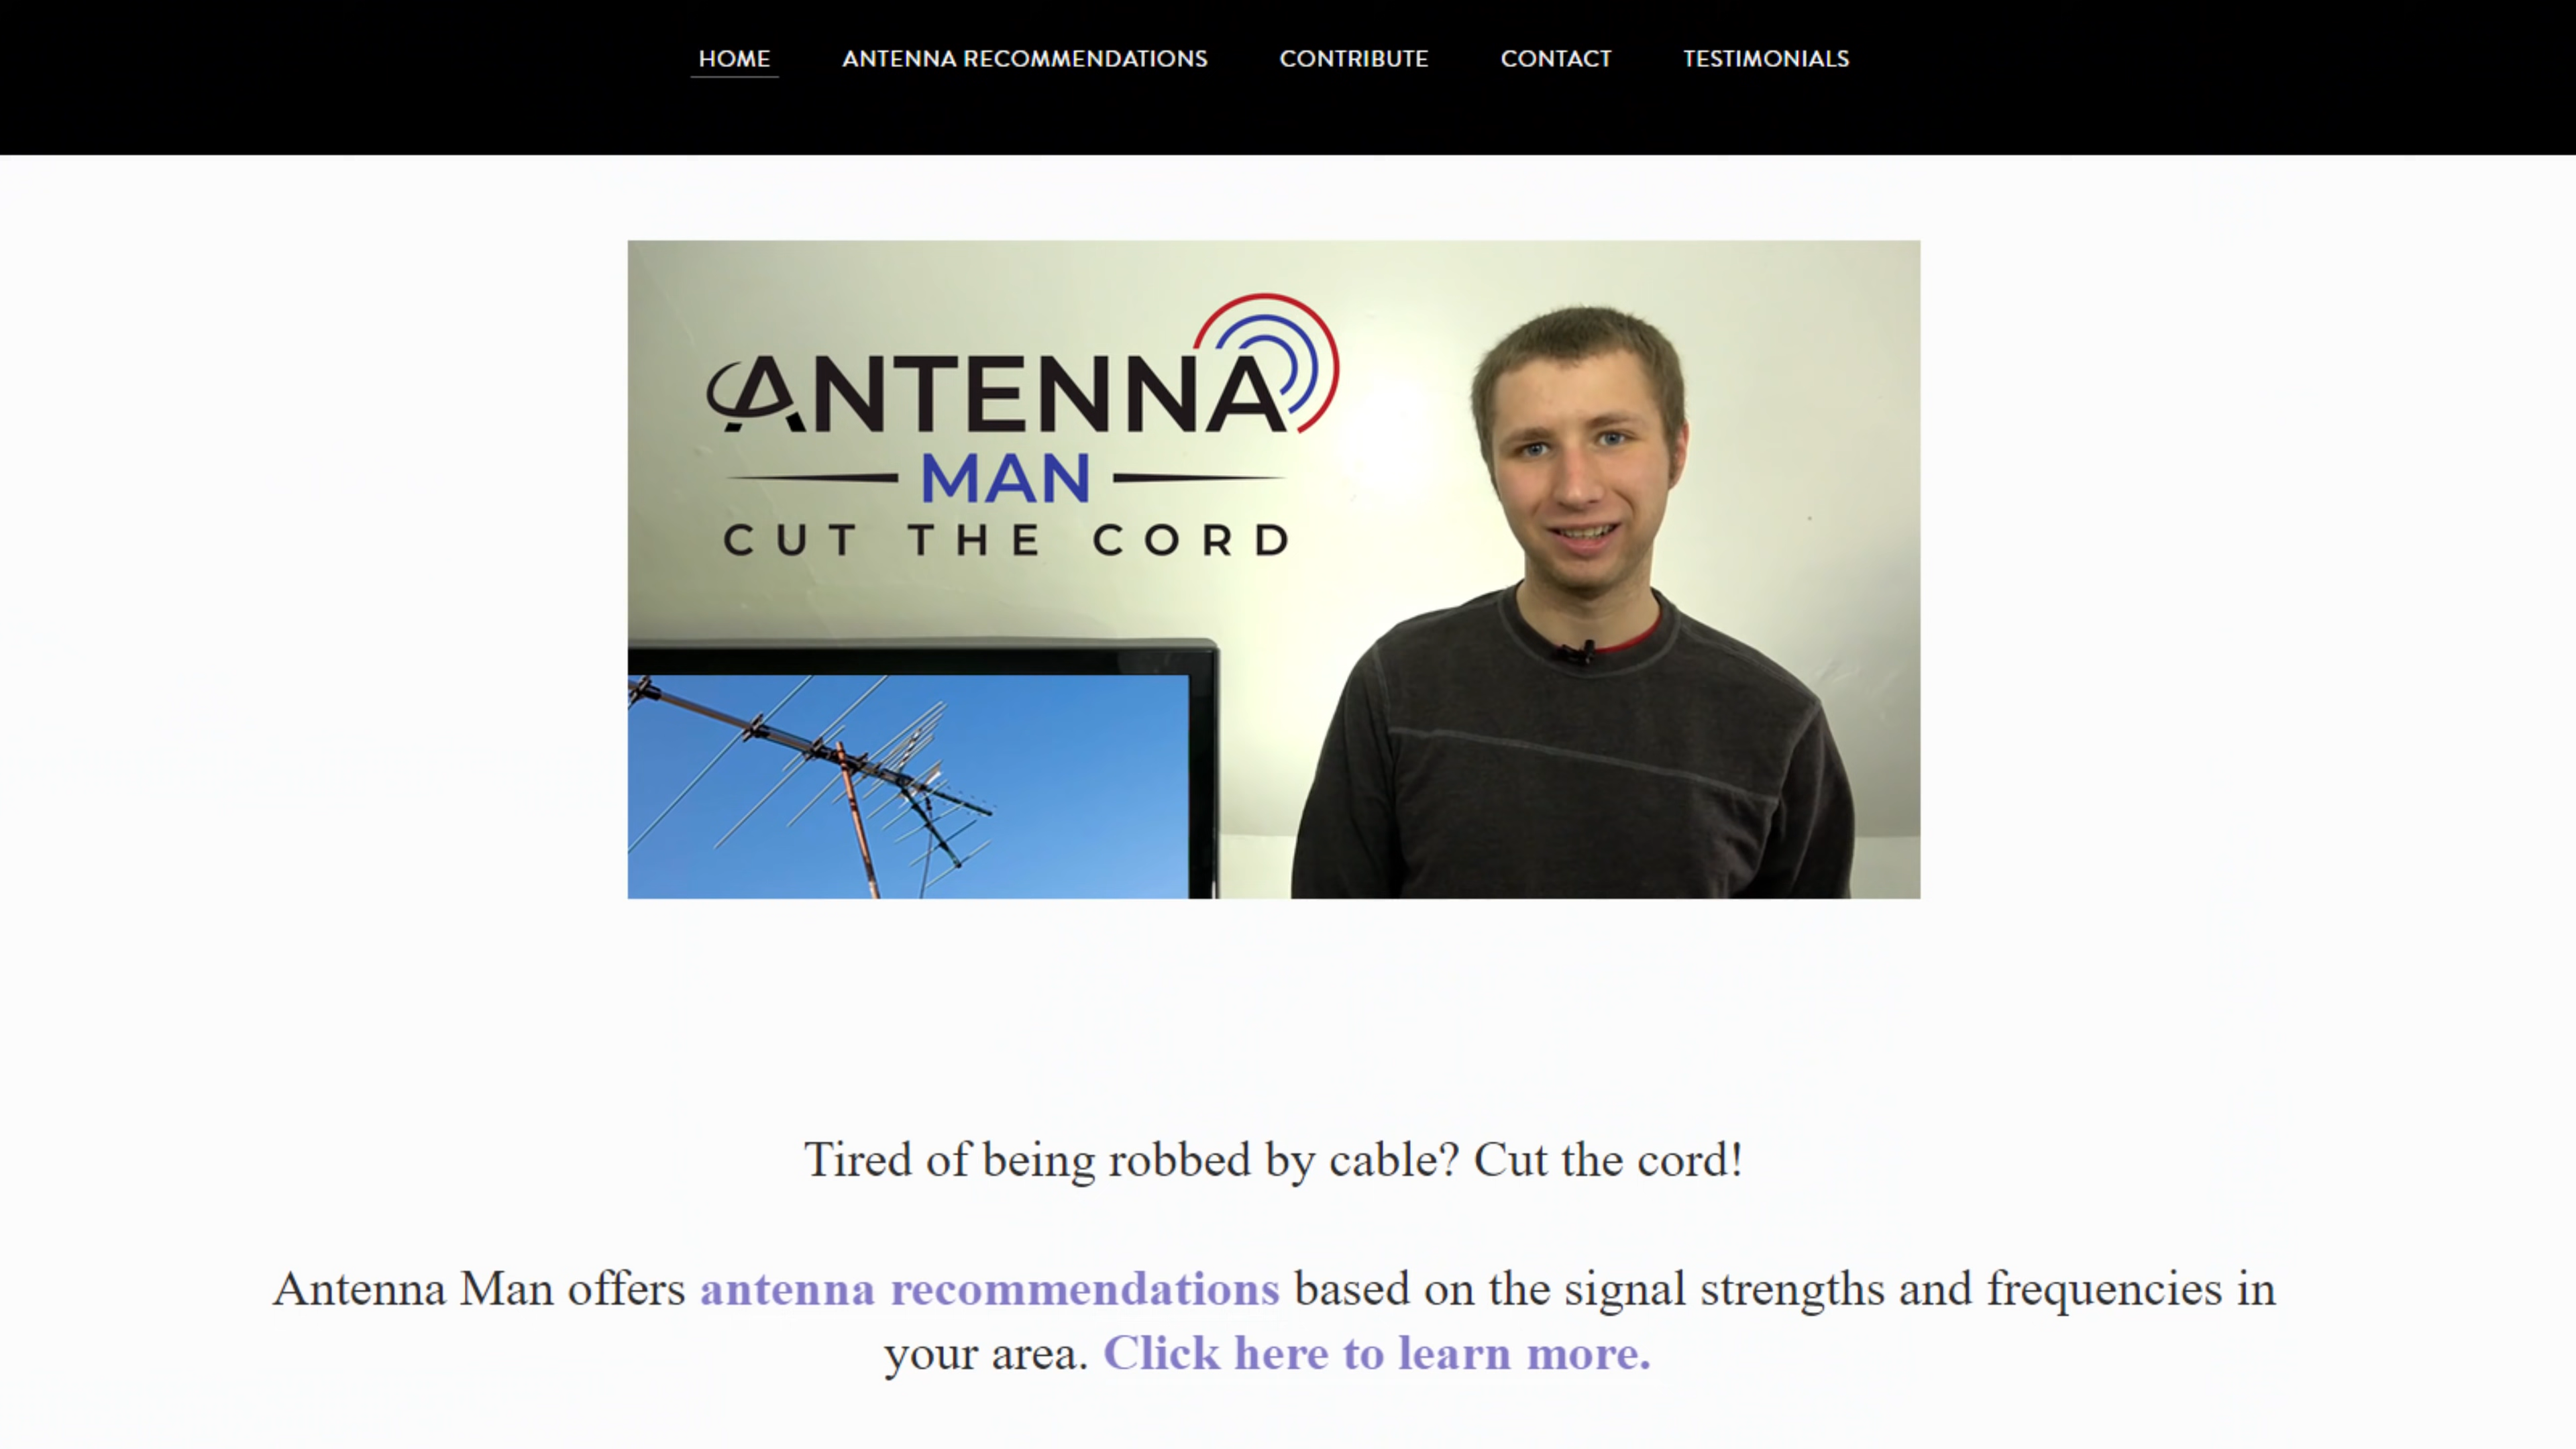 HOME ANTENNA RECOMMENDATIONS CONTRIBUTE CONTACT TESTIMONIALS
ANTENNA
MAN
CUT THE CORD
Tired of being robbed by cable? Cut the cord!
Antenna Man offers antenna recommendations based on the signal strengths and frequencies in
your area. Click here to learn more.